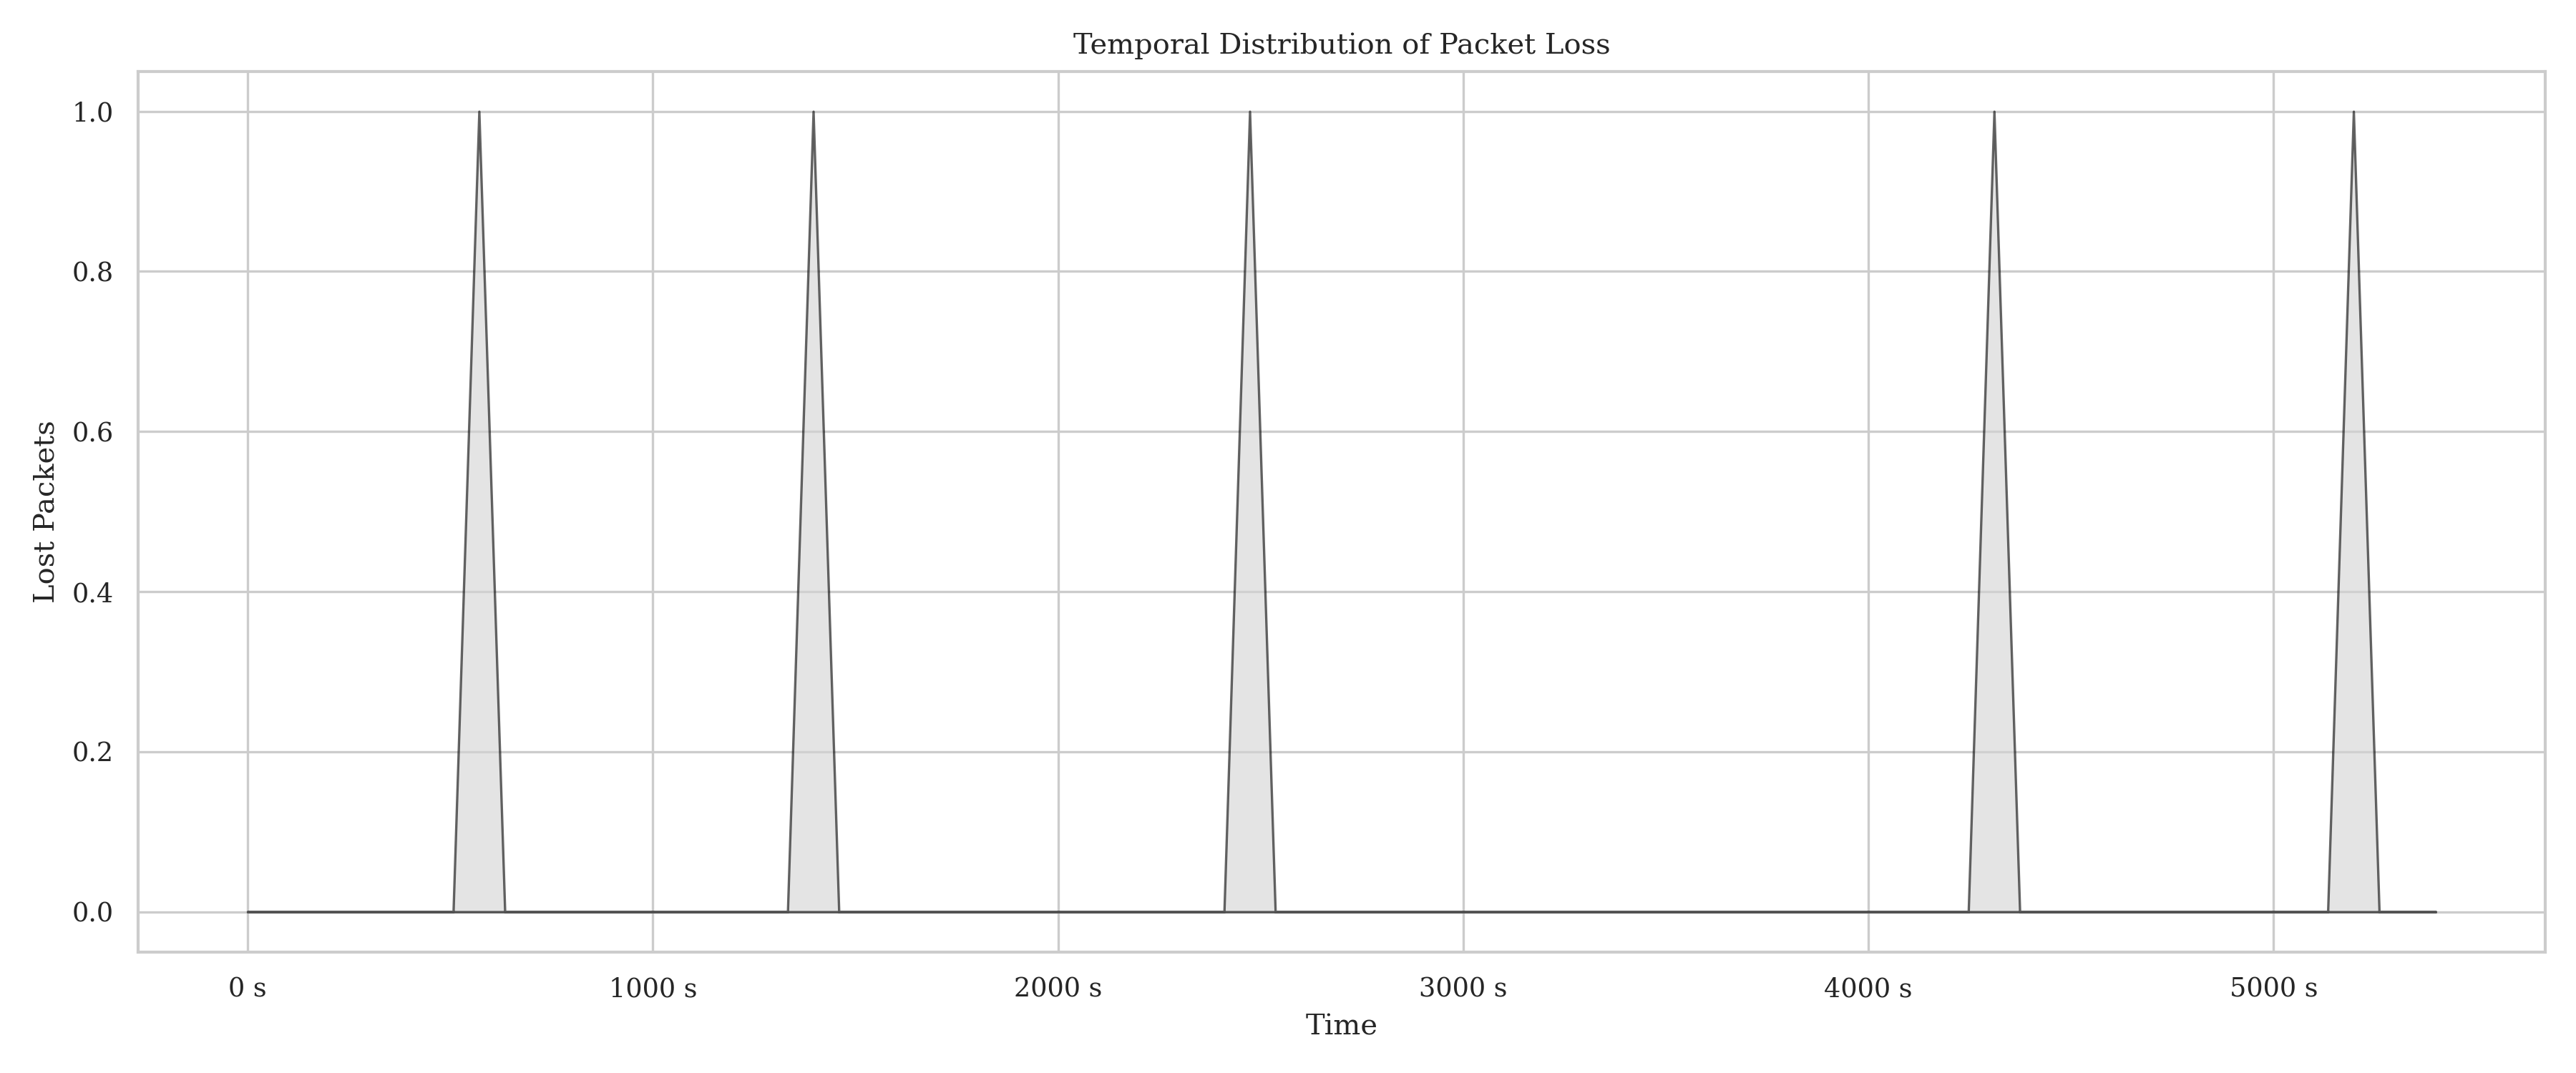 Temporal Distribution of Packet Loss
1.0
0.8
0.6
0.4
0.2
0.0
Lost Packets
0 s
1000 s
2000 s
3000 s
4000 s
5000 s
Time